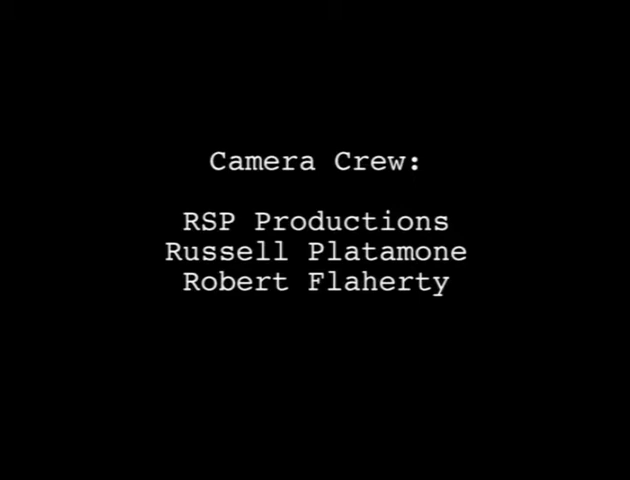 Camera Crew:
RSP Productions
Russell Platamone
Robert Flaherty